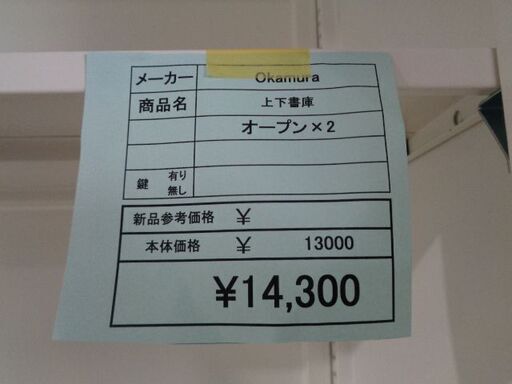 メーカー Okamura
商品名 上下書庫
オープン×2
鍵 有り 無し
新品参考価格 ¥
本体価格 ¥ 13000
¥14,300